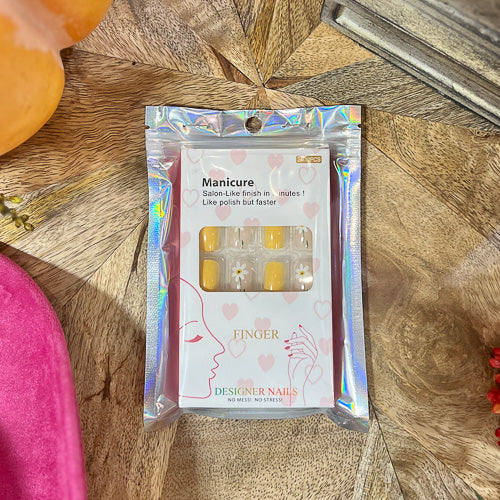 Manicure
Salon-Like finish in minutes !
Like polish but faster
FINGER
DESIGNER NAILS
NO MESS! NO STRESS!